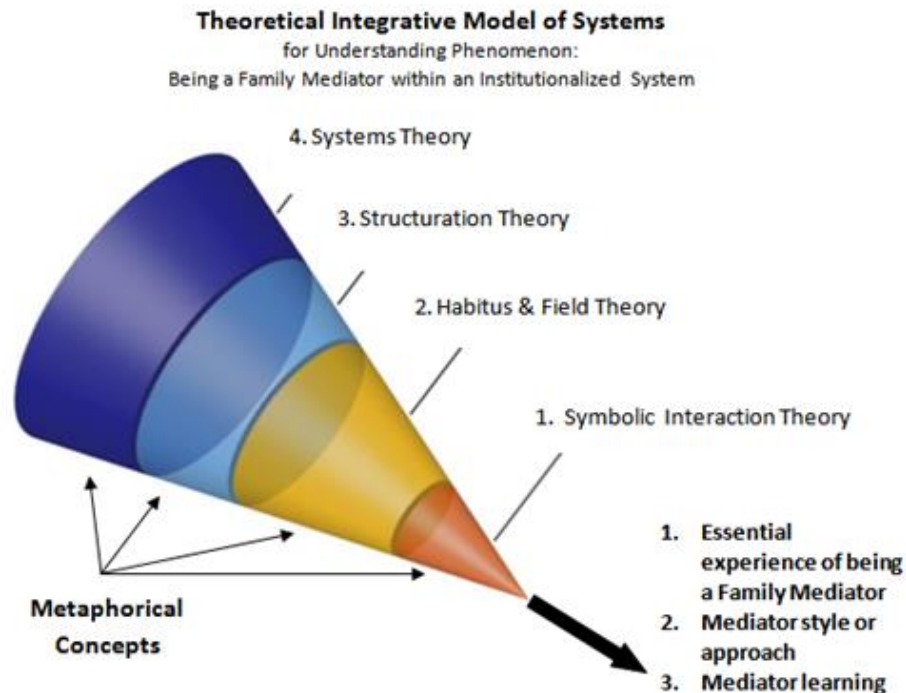 Theoretical Integrative Model of Systems
for Understanding Phenomenon:
Being a Family Mediator within an Institutionalized System
4. Systems Theory
3. Structuration Theory
2. Habitus & Field Theory
1. Symbolic Interaction Theory
Metaphorical
Concepts
1. Essential
experience of being
a Family Mediator
2. Mediator style or
approach
3. Mediator learning